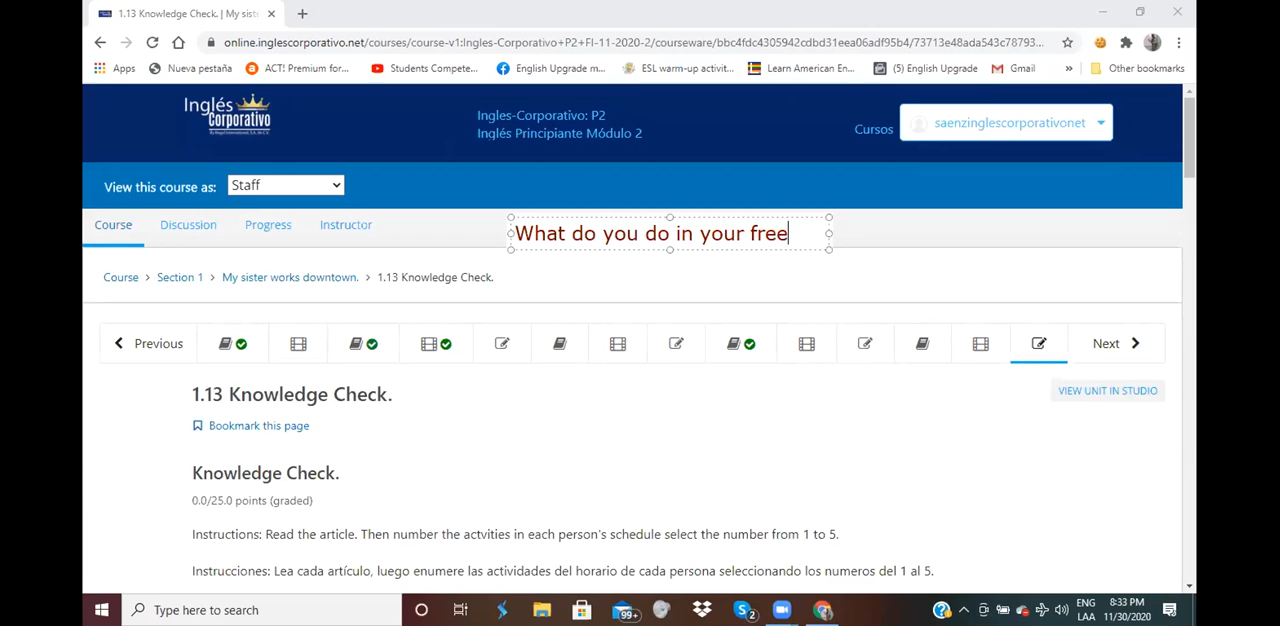 1.13 Knowledge Check. | My sist
online.inglescorporativo.net/courses/course-v1:Ingles-Corporativo+P2+FI-11-2020-2/courseware/bbc4fdc4305942cdbd31eea06adf95b4/73713e48ada543c78793...
Apps Nueva pestaña ACT! Premium for... Students Compete... English Upgrade m... ESL warm-up activit... Learn American En... (5) English Upgrade Gmail » Other bookmarks
Inglés Corporativo
Ingles-Corporativo: P2
Inglés Principiante Módulo 2
Cursos saenzinglescorporativonet
View this course as: Staff
Course Discussion Progress Instructor
What do you do in your free
Course > Section 1 > My sister works downtown. > 1.13 Knowledge Check.
Previous Next
1.13 Knowledge Check.
VIEW UNIT IN STUDIO
Bookmark this page
Knowledge Check.
0.0/25.0 points (graded)
Instructions: Read the article. Then number the actvities in each person's schedule select the number from 1 to 5.
Instrucciones: Lea cada artículo, luego enumere las actividades del horario de cada persona seleccionando los numeros del 1 al 5.
Type here to search 99+ 2 ENG 8:33 PM
LAA 11/30/2020